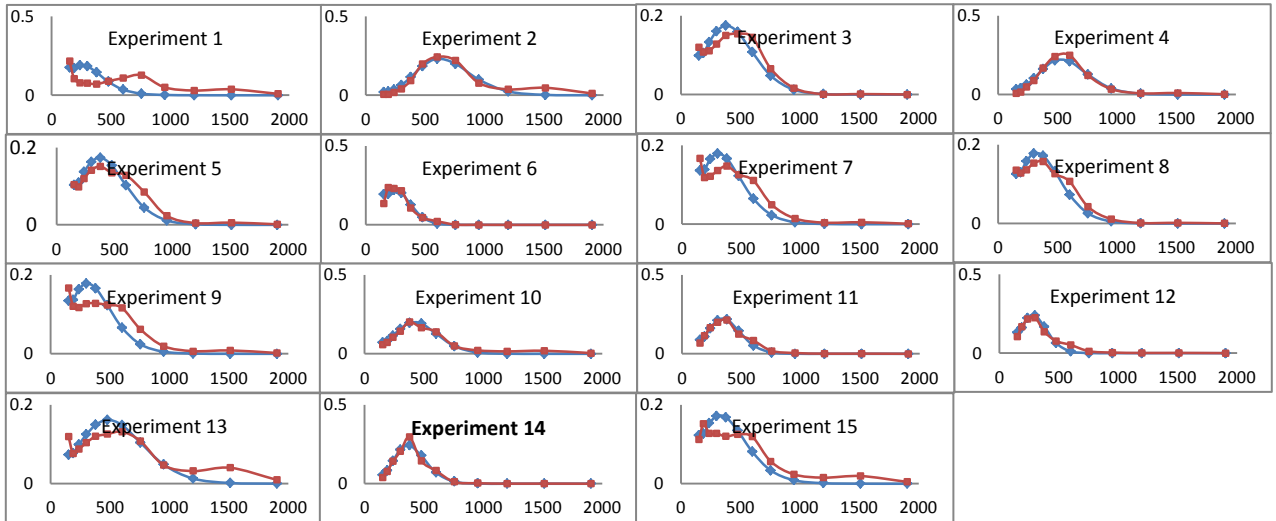 0.5
Experiment 1
0
0 500 1000 1500 2000
0.5
Experiment 2
0
0 500 1000 1500 2000
0.2
Experiment 3
0
0 500 1000 1500 2000
0.5
Experiment 4
0
0 500 1000 1500 2000
0.2
Experiment 5
0
0 500 1000 1500 2000
0.5
Experiment 6
0
0 500 1000 1500 2000
0.2
Experiment 7
0
0 500 1000 1500 2000
0.2
Experiment 8
0
0 500 1000 1500 2000
0.2
Experiment 9
0
0 500 1000 1500 2000
0.5
Experiment 10
0
0 500 1000 1500 2000
0.5
Experiment 11
0
0 500 1000 1500 2000
0.5
Experiment 12
0
0 500 1000 1500 2000
0.2
Experiment 13
0
0 500 1000 1500 2000
0.5
Experiment 14
0
0 500 1000 1500 2000
0.2
Experiment 15
0
0 500 1000 1500 2000